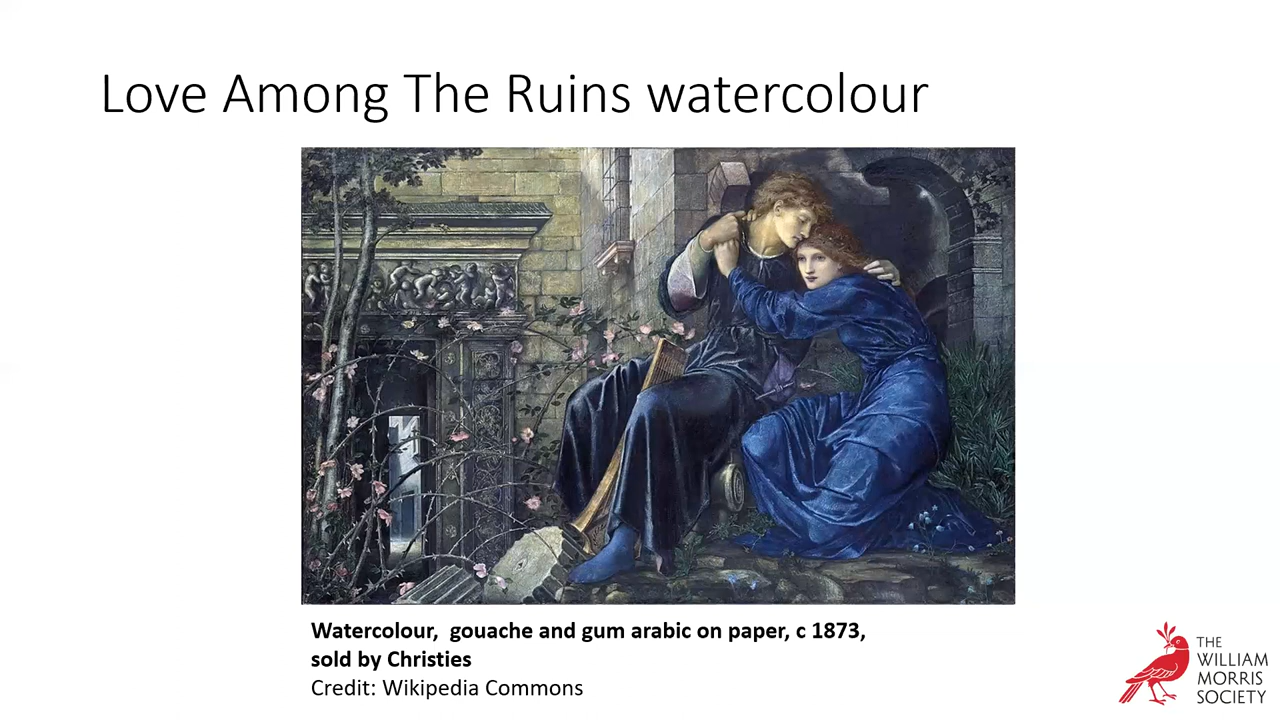 Love Among The Ruins watercolour
Watercolour,  gouache and gum arabic on paper, c 1873,
sold by Christies
Credit: Wikipedia Commons
THE
WILLIAM
MORRIS
SOCIETY